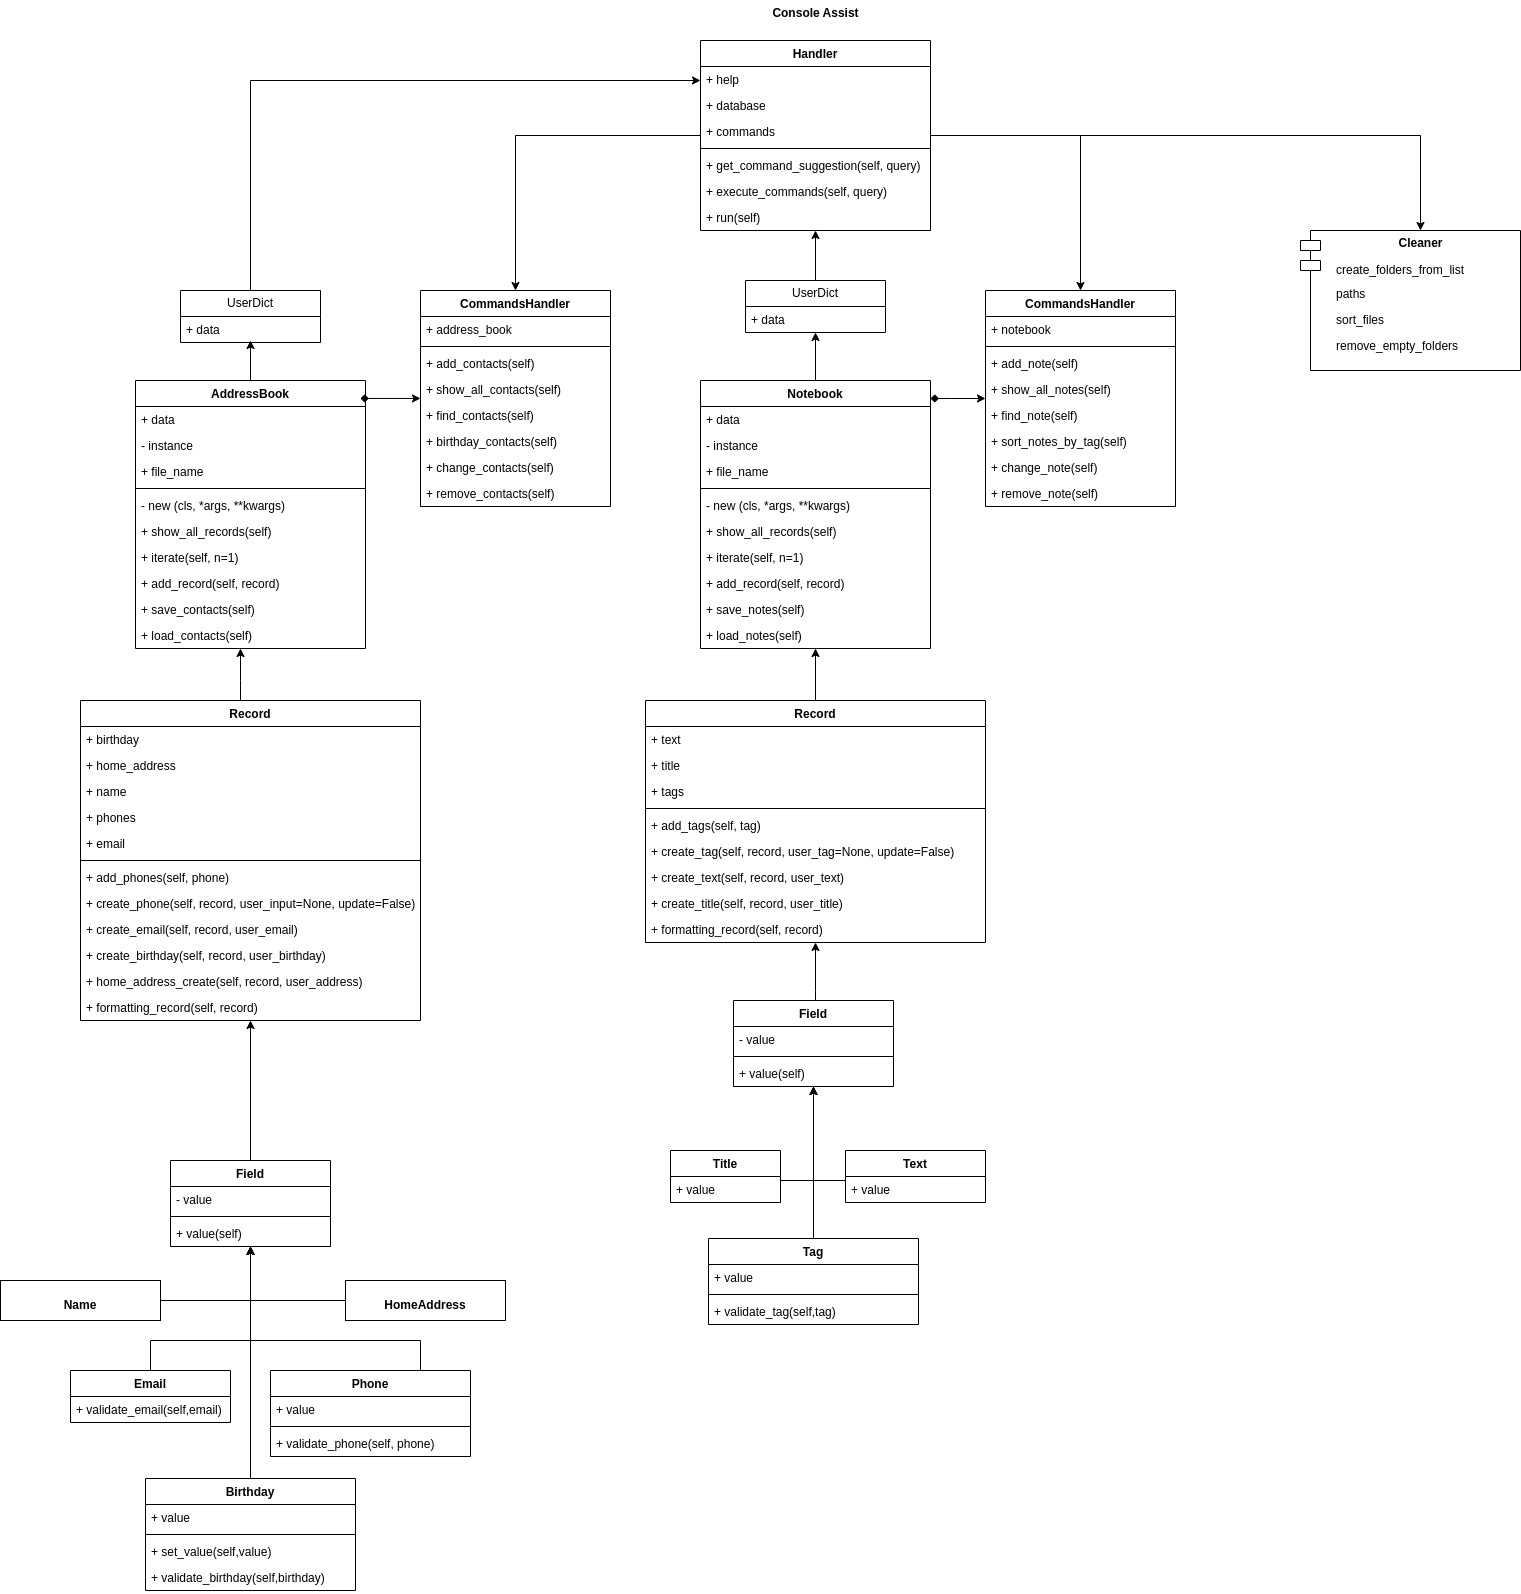 Console Assist
Handler
+ help
+ database
+ commands
+ get_command_suggestion(self, query)
+ execute_commands(self, query)
+ run(self)
UserDict
+ data
CommandsHandler
+ address_book
+ add_contacts(self)
+ show_all_contacts(self)
+ find_contacts(self)
+ birthday_contacts(self)
+ change_contacts(self)
+ remove_contacts(self)
UserDict
+ data
CommandsHandler
+ notebook
+ add_note(self)
+ show_all_notes(self)
+ find_note(self)
+ sort_notes_by_tag(self)
+ change_note(self)
+ remove_note(self)
Cleaner
create_folders_from_list
paths
sort_files
remove_empty_folders
AddressBook
+ data
- instance
+ file_name
- new (cls, *args, **kwargs)
+ show_all_records(self)
+ iterate(self, n=1)
+ add_record(self, record)
+ save_contacts(self)
+ load_contacts(self)
Notebook
+ data
- instance
+ file_name
- new (cls, *args, **kwargs)
+ show_all_records(self)
+ iterate(self, n=1)
+ add_record(self, record)
+ save_notes(self)
+ load_notes(self)
Record
+ birthday
+ home_address
+ name
+ phones
+ email
+ add_phones(self, phone)
+ create_phone(self, record, user_input=None, update=False)
+ create_email(self, record, user_email)
+ create_birthday(self, record, user_birthday)
+ home_address_create(self, record, user_address)
+ formatting_record(self, record)
Record
+ text
+ title
+ tags
+ add_tags(self, tag)
+ create_tag(self, record, user_tag=None, update=False)
+ create_text(self, record, user_text)
+ create_title(self, record, user_title)
+ formatting_record(self, record)
Field
- value
+ value(self)
Title
+ value
Text
+ value
Tag
+ value
+ validate_tag(self,tag)
Field
- value
+ value(self)
Name
HomeAddress
Email
+ validate_email(self,email)
Phone
+ value
+ validate_phone(self, phone)
Birthday
+ value
+ set_value(self,value)
+ validate_birthday(self,birthday)